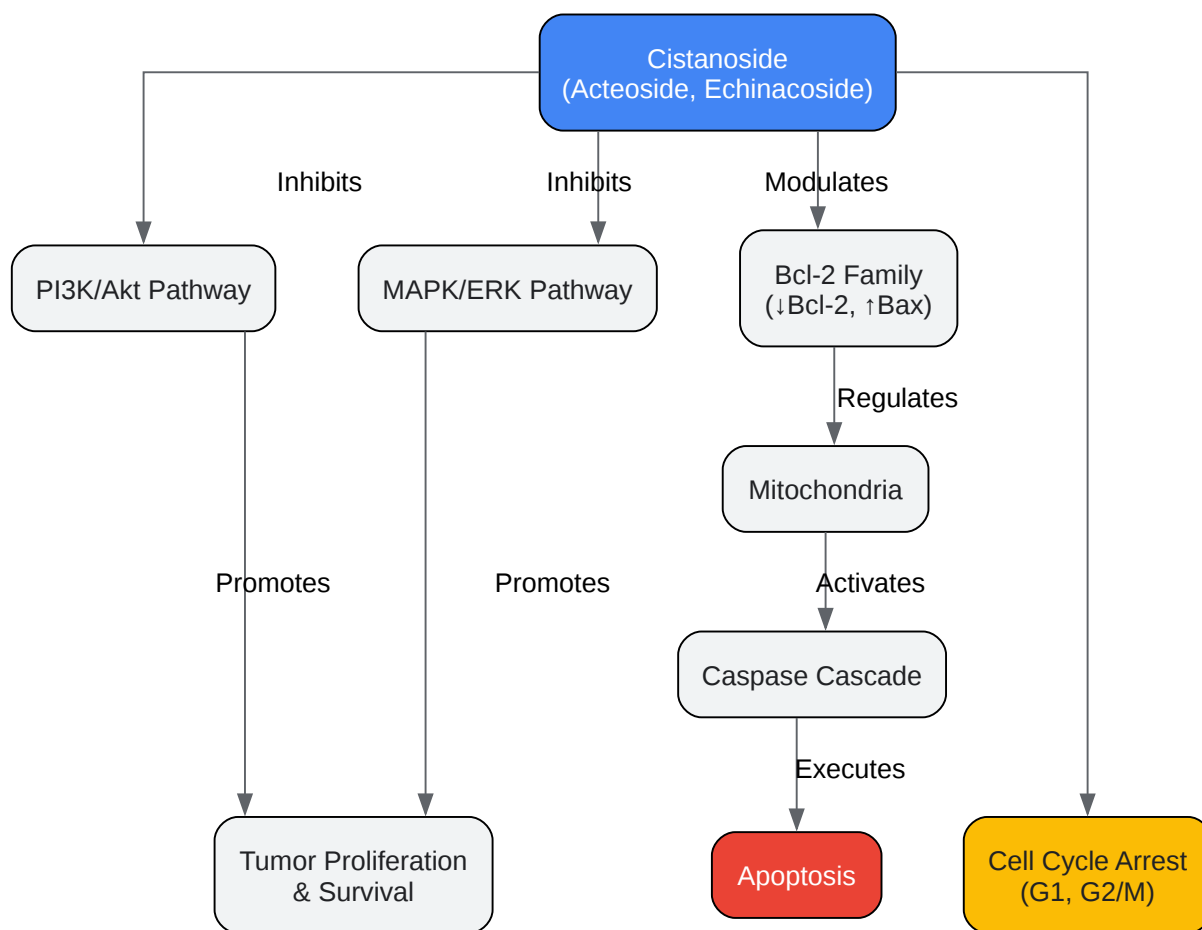 Cistanoside
(Acteoside, Echinacoside)
Inhibits
Inhibits
Modulates
PI3K/Akt Pathway
MAPK/ERK Pathway
Bcl-2 Family
(↓Bcl-2, ↑Bax)
Regulates
Mitochondria
Promotes
Promotes
Activates
Caspase Cascade
Executes
Tumor Proliferation
& Survival
Apoptosis
Cell Cycle Arrest
(G1, G2/M)